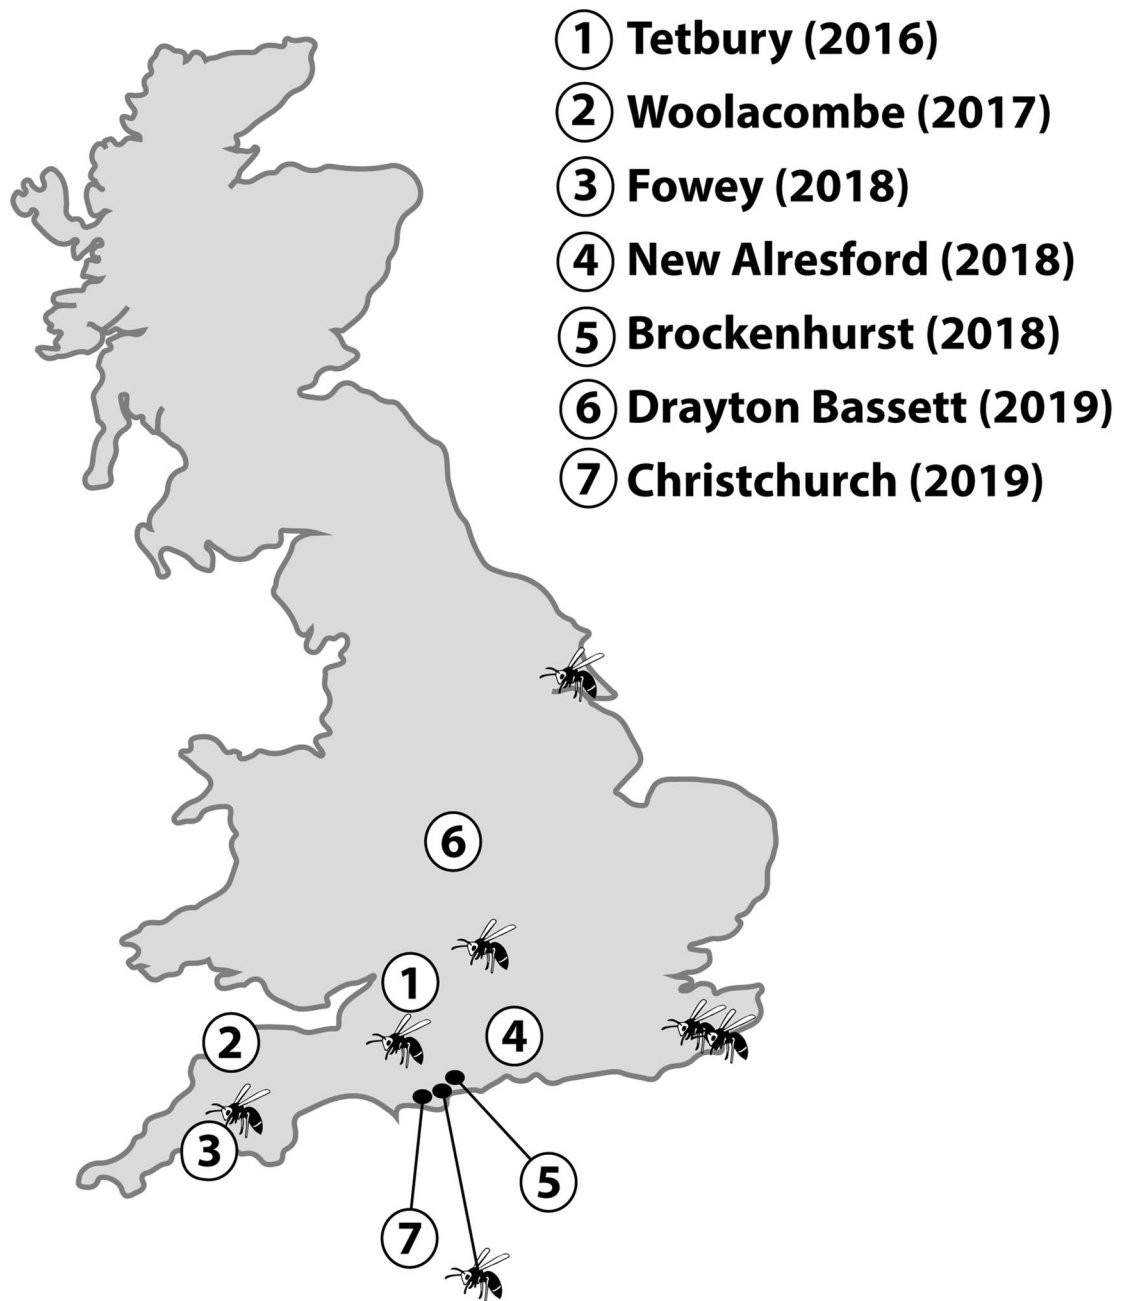 1 Tetbury (2016)
2 Woolacombe (2017)
3 Fowey (2018)
4 New Alresford (2018)
5 Brockenhurst (2018)
6 Drayton Bassett (2019)
7 Christchurch (2019)
6
1
2
4
3
5
7